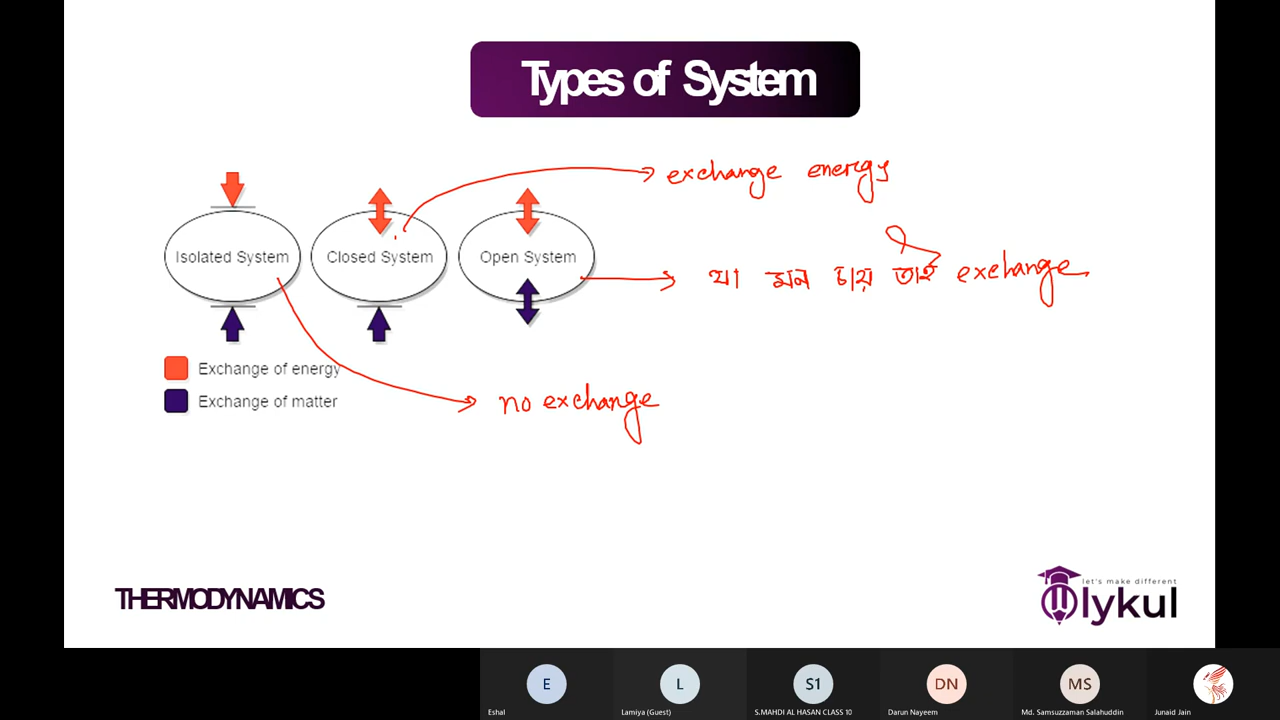 Types of System
exchange energy
Isolated System
Closed System
Open System
যা মন চায় তাই exchange
Exchange of energy
Exchange of matter
no exchange
THERMODYNAMICS
let's make different
lykul
E
L
S1
DN
MS
Eshal
Lamiya (Guest)
S.MAHDI AL HASAN CLASS 10
Darun Nayeem
Md. Samsuzzaman Salahuddin
Junaid Jain